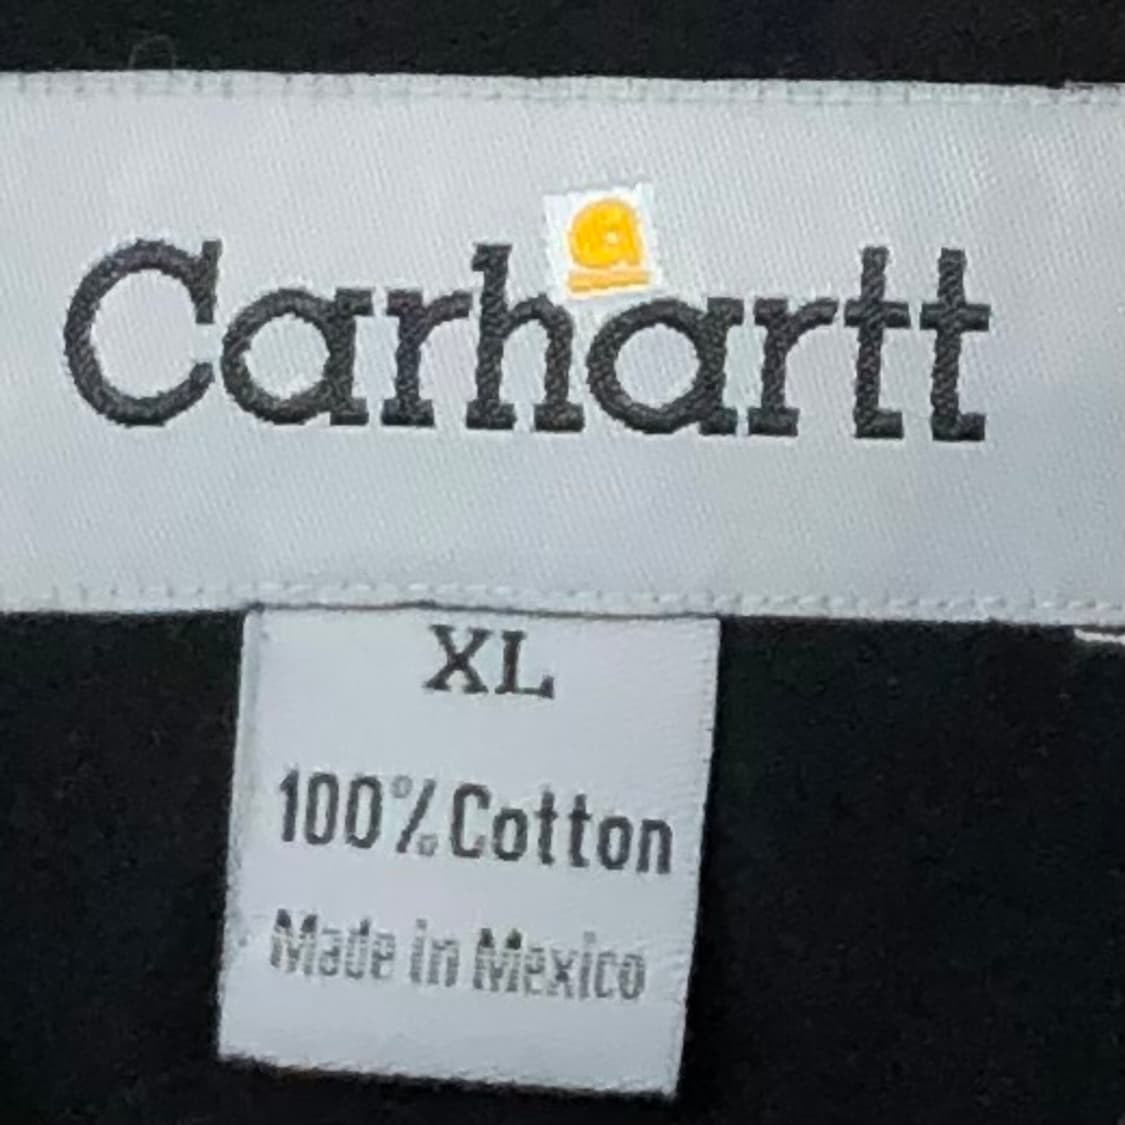 Carhartt
XL
100% Cotton
Made in Mexico